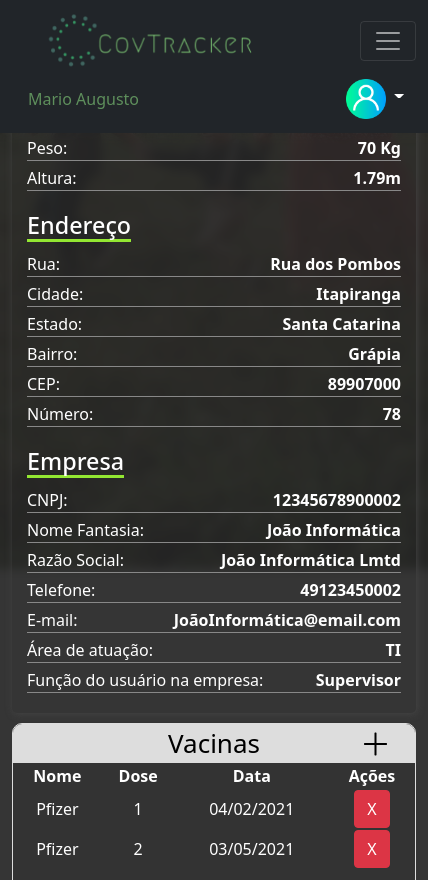 CovTracker
Mario Augusto
Peso: 70 Kg
Altura: 1.79m
Endereço
Rua: Rua dos Pombos
Cidade: Itapiranga
Estado: Santa Catarina
Bairro: Grápia
CEP: 89907000
Número: 78
Empresa
CNPJ: 12345678900002
Nome Fantasia: João Informática
Razão Social: João Informática Lmtd
Telefone: 49123450002
E-mail: JoãoInformática@email.com
Área de atuação: TI
Função do usuário na empresa: Supervisor
Vacinas +
Nome Dose Data Ações
Pfizer 1 04/02/2021 X
Pfizer 2 03/05/2021 X